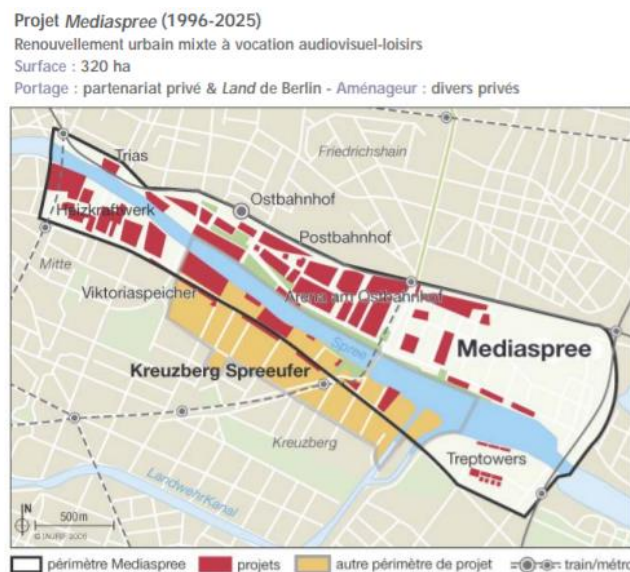 Projet Mediaspree (1996-2025)
Renouvellement urbain mixte à vocation audiovisuel-loisirs
Surface : 320 ha
Portage : partenariat privé & Land de Berlin - Aménageur : divers privés
Trias
Friedrichshain
Heizkraftwerk
Ostbahnhof
Postbahnhof
Mitte
Viktoriaspeicher
Arena am Ostbahnhof
Spree
Mediaspree
Kreuzberg Spreeufer
Kreuzberg
Treptowers
LandwehrKanal
N
500m
© IAURIF 2006
périmètre Mediaspree
projets
autre périmètre de projet
train/métro